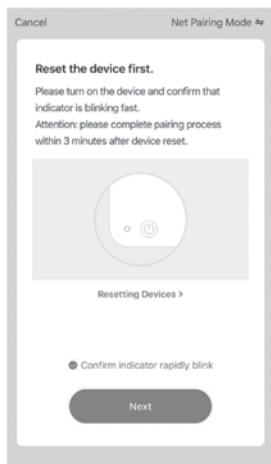 Cancel Net Pairing Mode ⇋
Reset the device first.
Please turn on the device and confirm that
indicator is blinking fast.
Attention: please complete pairing process
within 3 minutes after device reset.
Resetting Devices >
Confirm indicator rapidly blink
Next